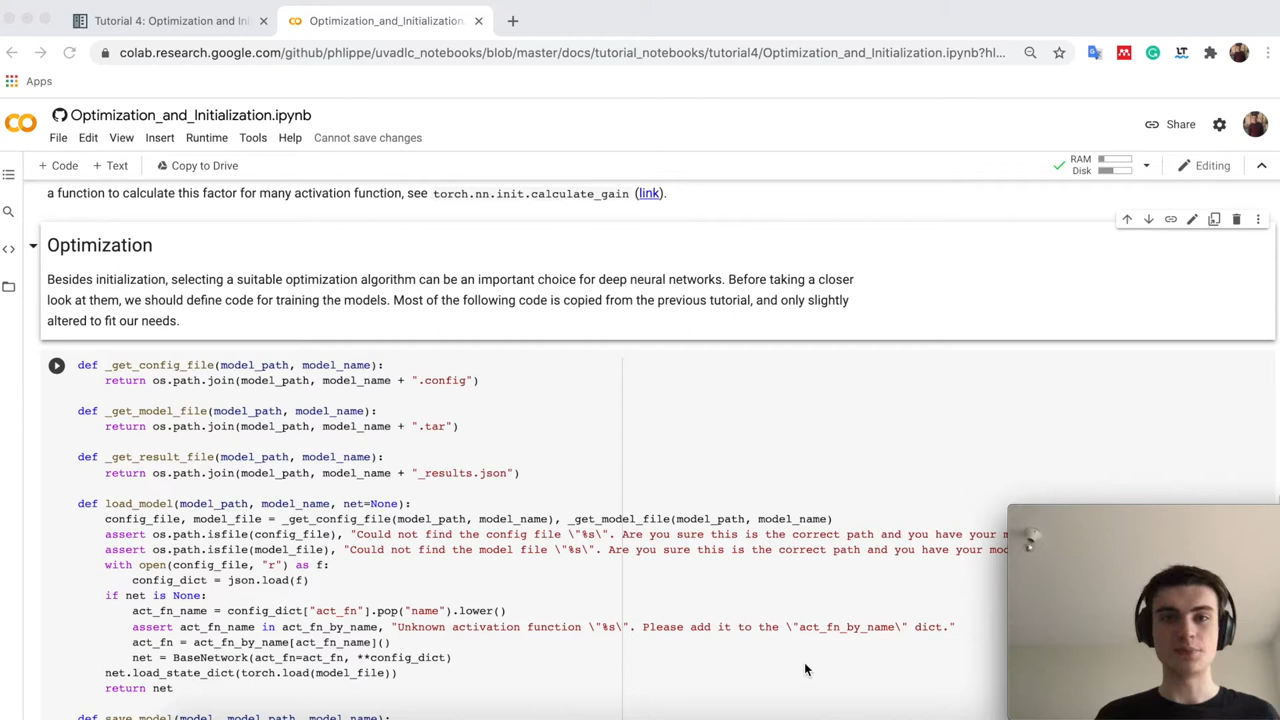 Tutorial 4: Optimization and Ini
Optimization_and_Initialization.
colab.research.google.com/github/phlippe/uvadlc_notebooks/blob/master/docs/tutorial_notebooks/tutorial4/Optimization_and_Initialization.ipynb?hl...
Apps
Optimization_and_Initialization.ipynb
Share
File Edit View Insert Runtime Tools Help Cannot save changes
+ Code + Text Copy to Drive
RAM
Disk
Editing
a function to calculate this factor for many activation function, see torch.nn.init.calculate_gain (link).
Optimization
Besides initialization, selecting a suitable optimization algorithm can be an important choice for deep neural networks. Before taking a closer
look at them, we should define code for training the models. Most of the following code is copied from the previous tutorial, and only slightly
altered to fit our needs.
def _get_config_file(model_path, model_name):
return os.path.join(model_path, model_name + ".config")
def _get_model_file(model_path, model_name):
return os.path.join(model_path, model_name + ".tar")
def _get_result_file(model_path, model_name):
return os.path.join(model_path, model_name + "_results.json")
def load_model(model_path, model_name, net=None):
config_file, model_file = _get_config_file(model_path, model_name), _get_model_file(model_path, model_name)
assert os.path.isfile(config_file), "Could not find the config file \"%s\". Are you sure this is the correct path and you have your m
assert os.path.isfile(model_file), "Could not find the model file \"%s\". Are you sure this is the correct path and you have your mo
with open(config_file, "r") as f:
config_dict = json.load(f)
if net is None:
act_fn_name = config_dict["act_fn"].pop("name").lower()
assert act_fn_name in act_fn_by_name, "Unknown activation function \"%s\". Please add it to the \"act_fn_by_name\" dict."
act_fn = act_fn_by_name[act_fn_name]()
net = BaseNetwork(act_fn=act_fn, **config_dict)
net.load_state_dict(torch.load(model_file))
return net
def save_model(model, model_path, model_name):